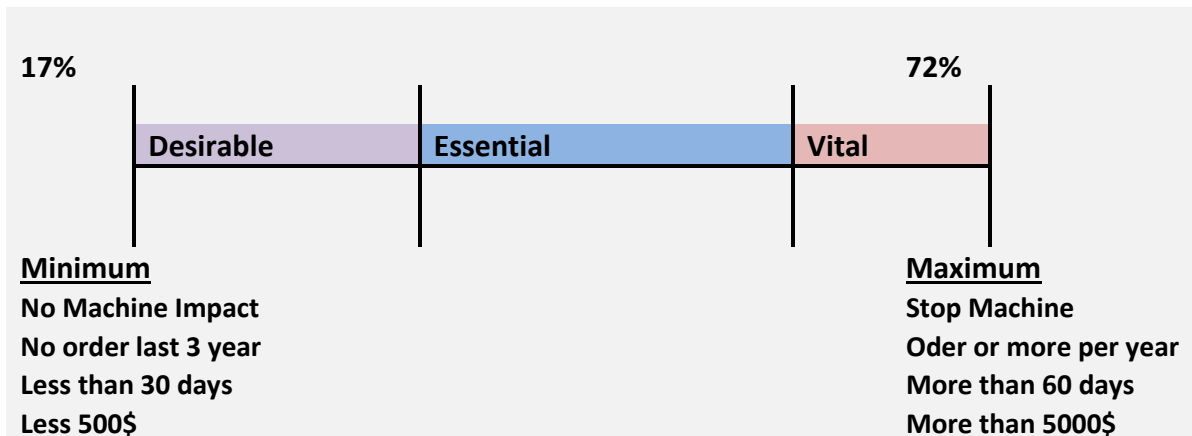 17% 72%
Desirable Essential Vital
Minimum Maximum
No Machine Impact Stop Machine
No order last 3 year Oder or more per year
Less than 30 days More than 60 days
Less 500$ More than 5000$